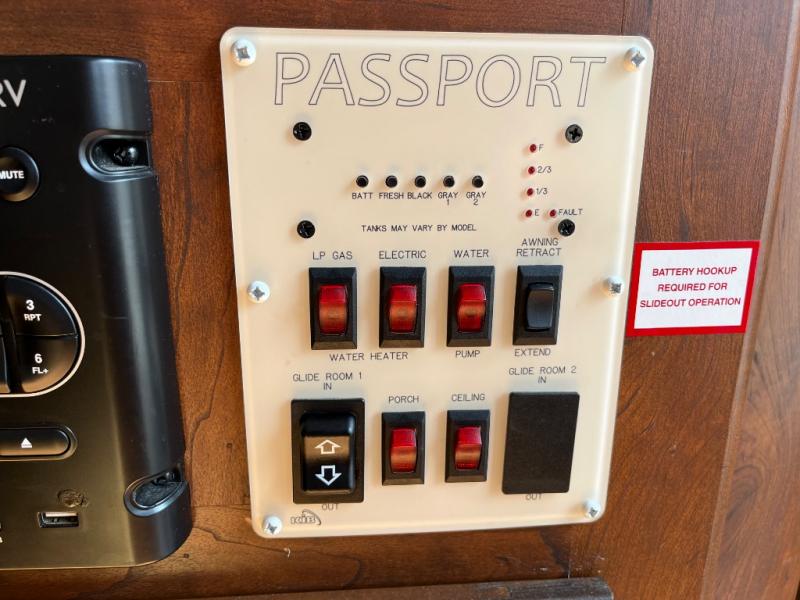 RV
MUTE
3
RPT
6
FL+
PASSPORT
F
2/3
1/3
E FAULT
BATT FRESH BLACK GRAY 1 GRAY 2
TANKS MAY VARY BY MODEL
LP GAS ELECTRIC WATER AWNING RETRACT
WATER HEATER PUMP EXTEND
GLIDE ROOM 1
IN
PORCH CEILING
GLIDE ROOM 2
IN
OUT
OUT
KIB
BATTERY HOOKUP
REQUIRED FOR
SLIDEOUT OPERATION